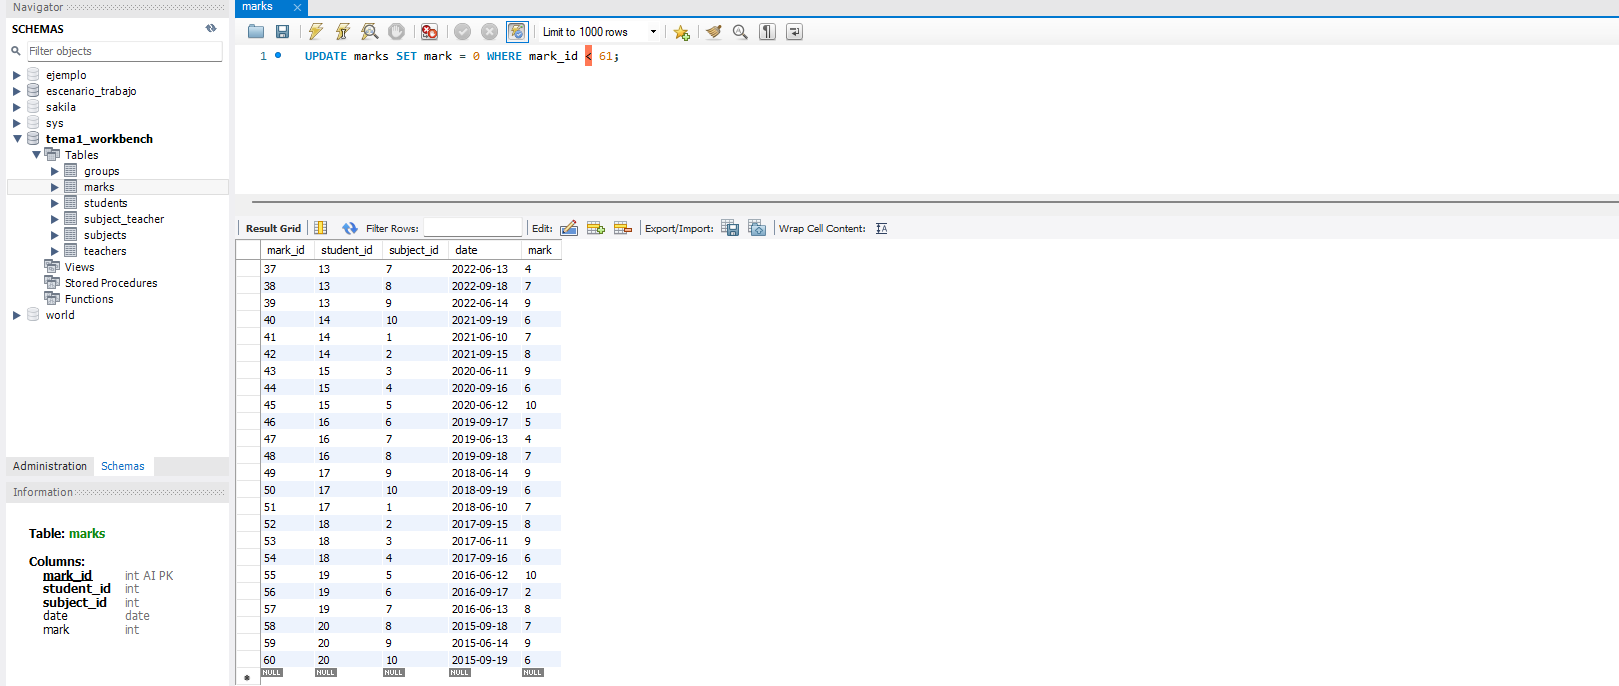 Navigator
SCHEMAS
Filter objects
ejemplo
escenario_trabajo
sakila
sys
tema1_workbench
Tables
groups
marks
students
subject_teacher
subjects
teachers
Views
Stored Procedures
Functions
world
Administration Schemas
Information
Table: marks
Columns:
mark_id int AI PK
student_id int
subject_id int
date date
mark int
marks
Limit to 1000 rows
1 UPDATE marks SET mark = 0 WHERE mark_id < 61;
Result Grid Filter Rows: Edit: Export/Import: Wrap Cell Content:
mark_id student_id subject_id date mark
37 13 7 2022-06-13 4
38 13 8 2022-09-18 7
39 13 9 2022-06-14 9
40 14 10 2021-09-19 6
41 14 1 2021-06-10 7
42 14 2 2021-09-15 8
43 15 3 2020-06-11 9
44 15 4 2020-09-16 6
45 15 5 2020-06-12 10
46 16 6 2019-09-17 5
47 16 7 2019-06-13 4
48 16 8 2019-09-18 7
49 17 9 2018-06-14 9
50 17 10 2018-09-19 6
51 17 1 2018-06-10 7
52 18 2 2017-09-15 8
53 18 3 2017-06-11 9
54 18 4 2017-09-16 6
55 19 5 2016-06-12 10
56 19 6 2016-09-17 2
57 19 7 2016-06-13 8
58 20 8 2015-09-18 7
59 20 9 2015-06-14 9
60 20 10 2015-09-19 6
NULL NULL NULL NULL NULL